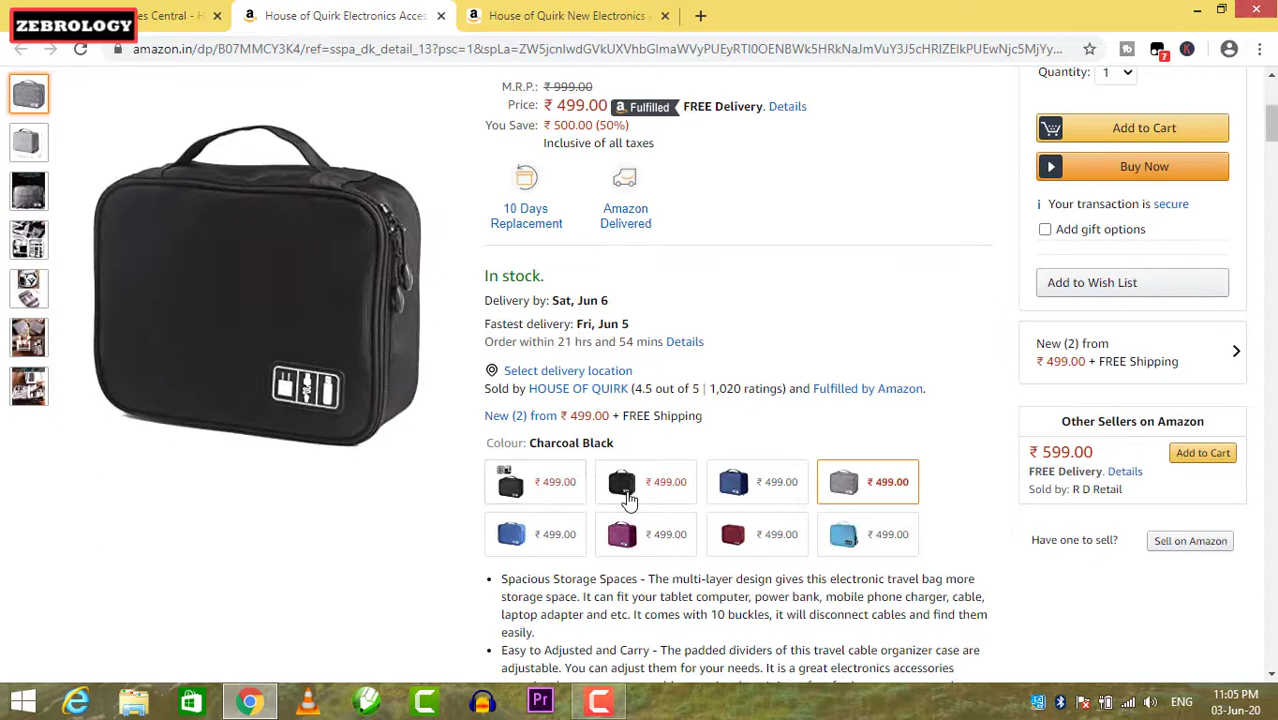 ZEBROLOGY
es Central - F
House of Quirk Electronics Acces
House of Quirk New Electronics A
amazon.in/dp/B07MMCY3K4/ref=sspa_dk_detail_13?psc=1&spLa=
7
M.R.P.: ₹ 999.00
Price: ₹ 499.00 Fulfilled FREE Delivery. Details
You Save: ₹ 500.00 (50%)
Inclusive of all taxes
10 Days
Replacement
Amazon
Delivered
In stock.
Delivery by: Sat, Jun 6
Fastest delivery: Fri, Jun 5
Order within 21 hrs and 54 mins Details
Select delivery location
Sold by HOUSE OF QUIRK (4.5 out of 5 | 1,020 ratings) and Fulfilled by Amazon.
New (2) from ₹ 499.00 + FREE Shipping
Colour: Charcoal Black
₹ 499.00 ₹ 499.00 ₹ 499.00 ₹ 499.00
₹ 499.00 ₹ 499.00 ₹ 499.00 ₹ 499.00
• Spacious Storage Spaces - The multi-layer design gives this electronic travel bag more
storage space. It can fit your tablet computer, power bank, mobile phone charger, cable,
laptop adapter and etc. It comes with 10 buckles, it will disconnect cables and find them
easily.
• Easy to Adjusted and Carry - The padded dividers of this travel cable organizer case are
adjustable. You can adjust them for your needs. It is a great electronics accessories
Quantity: 1
Add to Cart
Buy Now
Your transaction is secure
Add gift options
Add to Wish List
New (2) from
₹ 499.00 + FREE Shipping
Other Sellers on Amazon
₹ 599.00 Add to Cart
FREE Delivery. Details
Sold by: R D Retail
Have one to sell? Sell on Amazon
Pr
ENG
11:05 PM
03-Jun-20